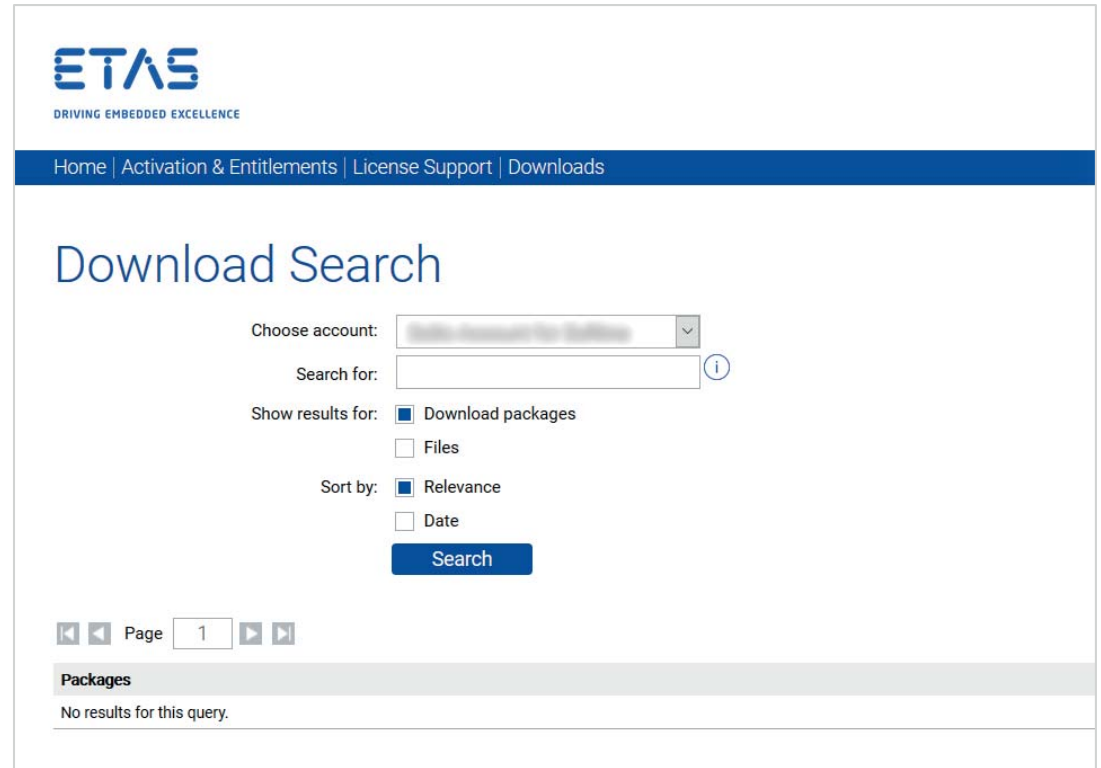 ETAS
DRIVING EMBEDDED EXCELLENCE
Home | Activation & Entitlements | License Support | Downloads
Download Search
Choose account:
Search for:
Show results for: Download packages
Files
Sort by: Relevance
Date
Search
Page 1
Packages
No results for this query.